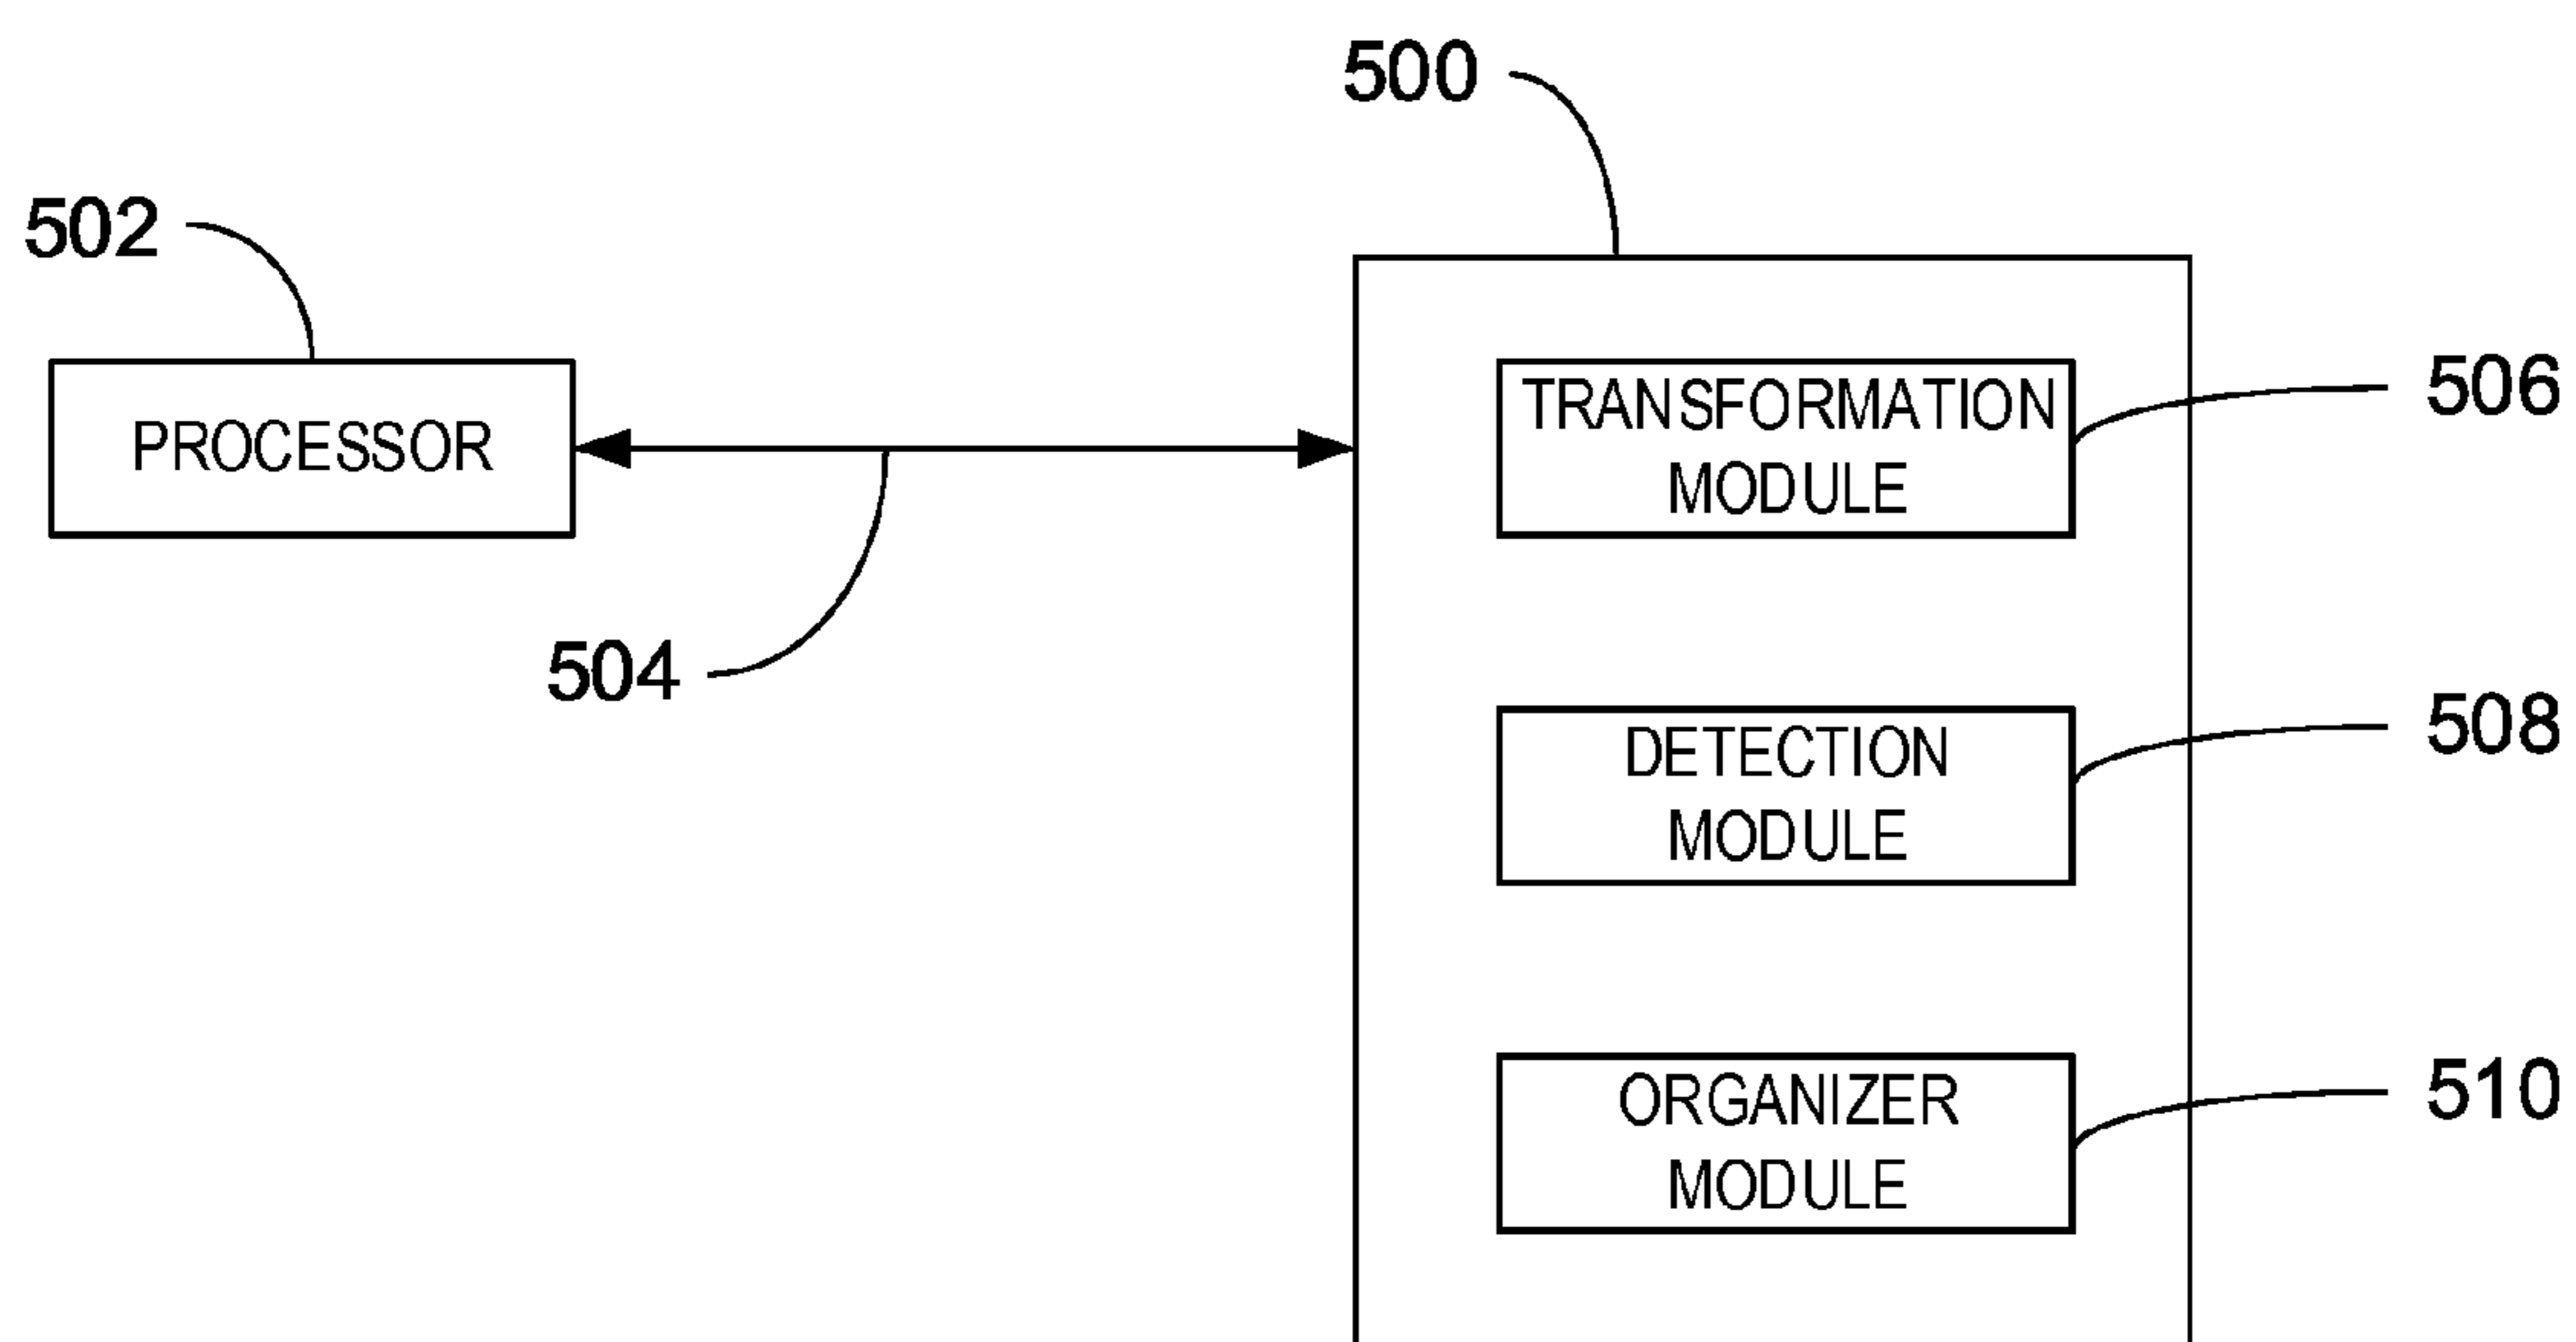 500
502
PROCESSOR
504
TRANSFORMATION
MODULE
506
DETECTION
MODULE
508
ORGANIZER
MODULE
510